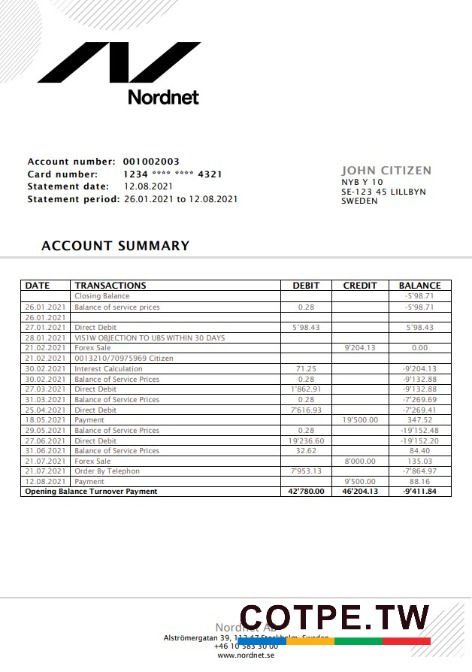 Nordnet
Account number: 001002003
Card number: 1234 **** **** 4321
Statement date: 12.08.2021
Statement period: 26.01.2021 to 12.08.2021
JOHN CITIZEN
NYB Y 10
SE-123 45 LILLBYN
SWEDEN
ACCOUNT SUMMARY
DATE TRANSACTIONS DEBIT CREDIT BALANCE
Closing Balance -5'98.71
26.01.2021 Balance of service prices 0.28 -5'98.71
26.01.2021
27.01.2021 Direct Debit 5'98.43 5'98.43
28.01.2021 VIS1W OBJECTION TO UBS WITHIN 30 DAYS
21.02.2021 Forex Sale 9'204.13 0.00
21.02.2021 0013210/70975969 Citizen
30.02.2021 Interest Calculation 71.25 -9'204.13
30.02.2021 Balance of Service Prices 0.28 -9'132.88
27.03.2021 Direct Debit 1'862.91 -9'132.88
31.03.2021 Balance of Service Prices 0.28 -7'269.69
25.04.2021 Direct Debit 7'616.93 -7'269.41
18.05.2021 Payment 19'500.00 347.52
29.05.2021 Balance of Service Prices 0.28 -19'152.48
27.06.2021 Direct Debit 19'236.60 -19'152.20
31.06.2021 Balance of Service Prices 32.62 84.40
21.07.2021 Forex Sale 8'000.00 135.03
21.07.2021 Order By Telephon 7'953.13 -7'864.97
12.08.2021 Payment 9'500.00 88.16
Opening Balance Turnover Payment 42'780.00 46'204.13 -9'411.84
Nordnet
COTPE.TW
Alströmergatan 39,
+46 10 583 30 00
www.nordnet.se